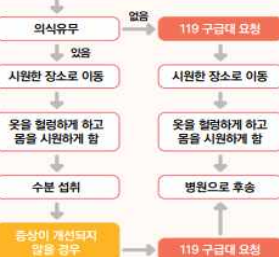 의식유무
없음
119 구급대 요청
있음
시원한 장소로 이동
시원한 장소로 이동
옷을 헐렁하게 하고
몸을 시원하게 함
옷을 헐렁하게 하고
몸을 시원하게 함
수분 섭취
병원으로 후송
증상이 개선되지
않을 경우
119 구급대 요청